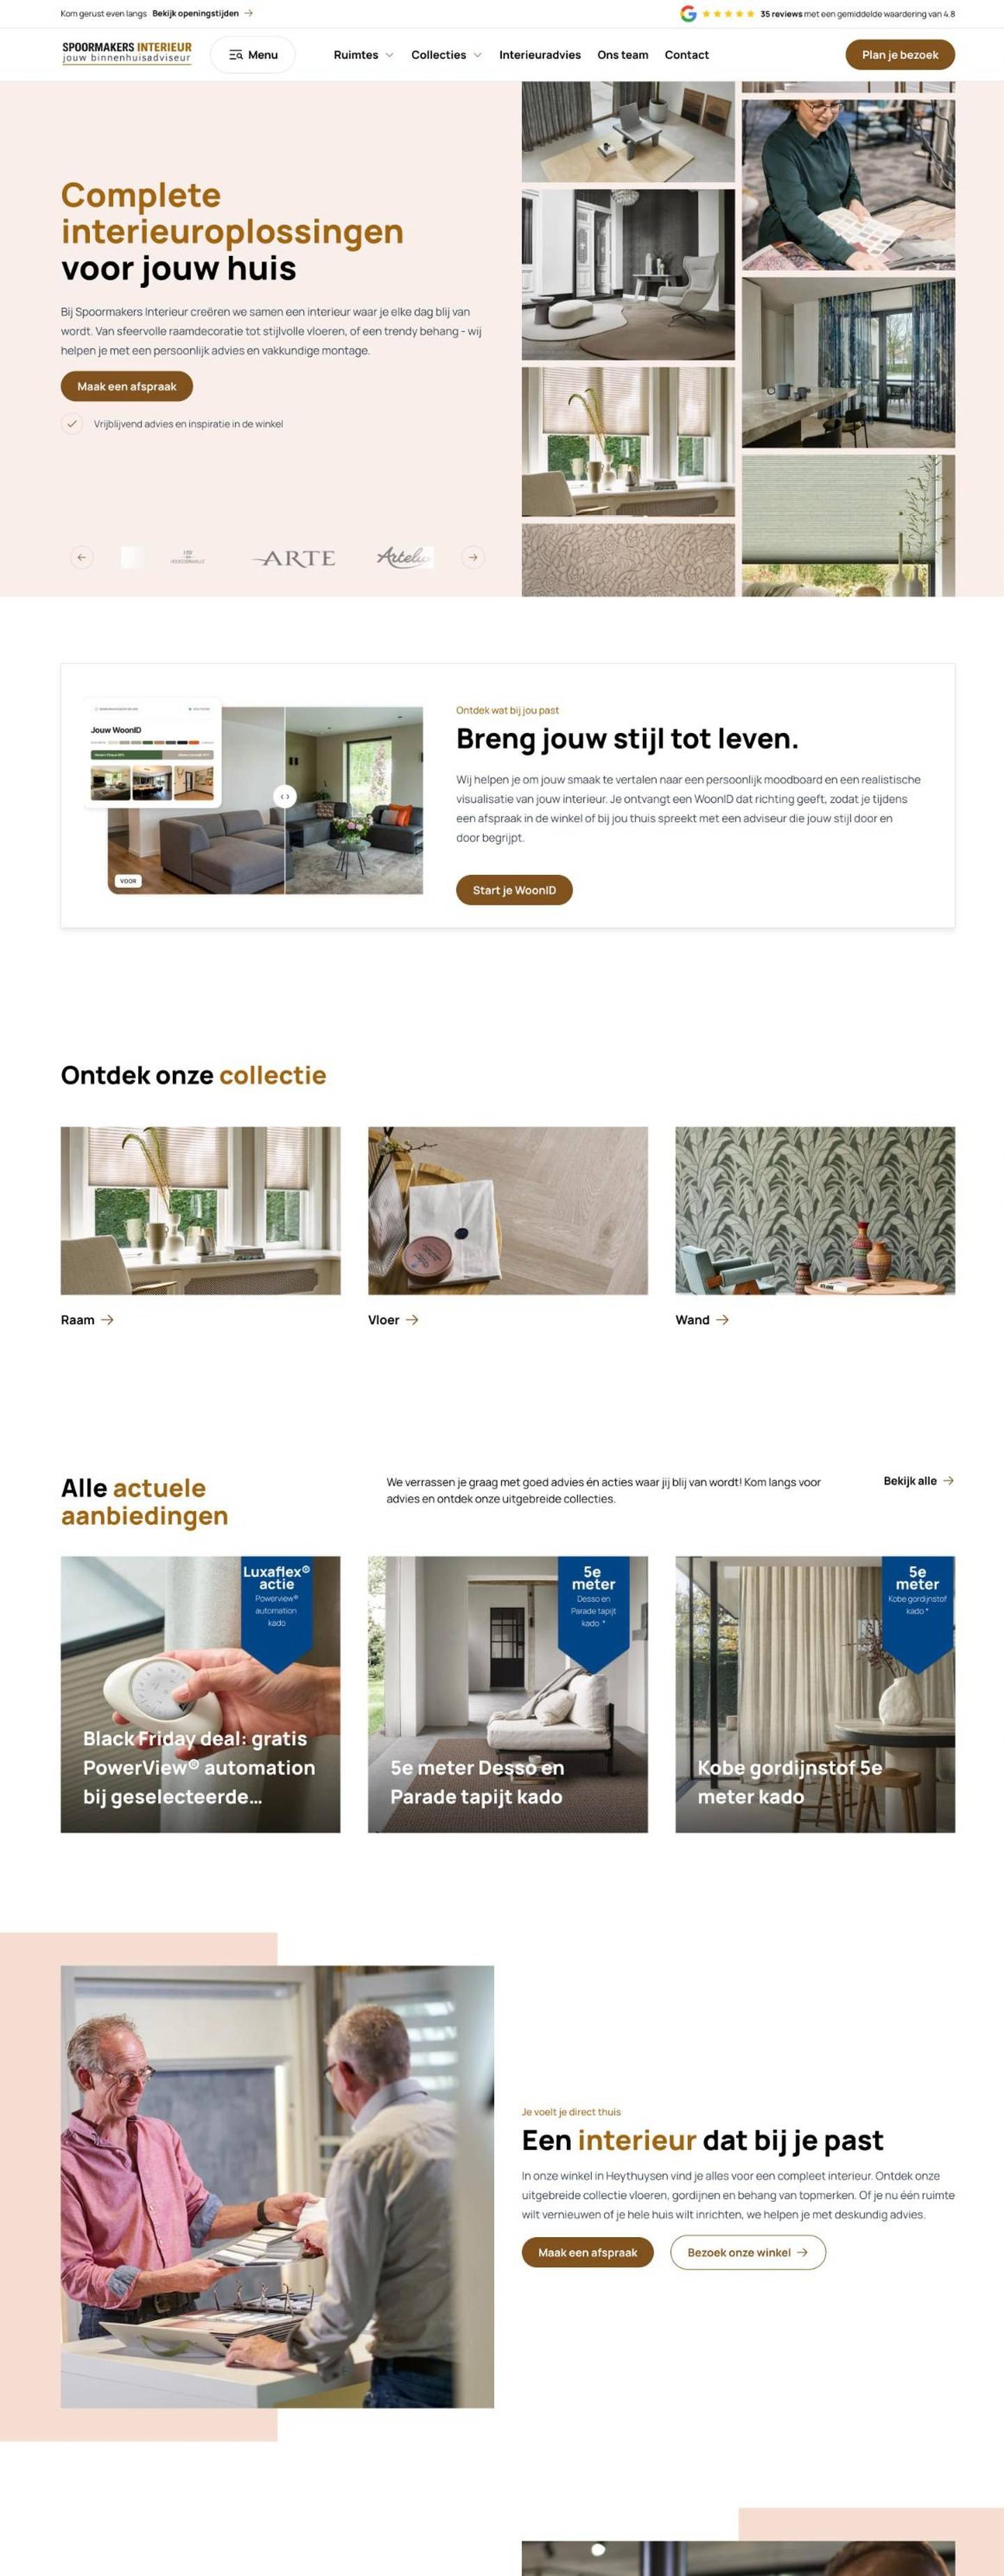 Kom gerust even langs Bekijk openingstijden
35 reviews met een gemiddelde waardering van 4.8
SPOORMAKERS INTERIEUR
jouw binnenhuisadviseur
Menu
Ruimtes
Collecties
Interieuradvies
Ons team
Contact
Plan je bezoek
Complete
interieuroplossingen
voor jouw huis
Bij Spoormakers Interieur creëren we samen een interieur waar je elke dag blij van
wordt. Van sfeervolle raamdecoratie tot stijlvolle vloeren, of een trendy behang - wij
helpen je met een persoonlijk advies en vakkundige montage.
Maak een afspraak
Vrijblijvend advies en inspiratie in de winkel
ARTE
Jouw WoonID
VOOR
Ontdek wat bij jou past
Breng jouw stijl tot leven.
Wij helpen je om jouw smaak te vertalen naar een persoonlijk moodboard en een realistische
visualisatie van jouw interieur. Je ontvangt een WoonID dat richting geeft, zodat je tijdens
een afspraak in de winkel of bij jou thuis spreekt met een adviseur die jouw stijl door en
door begrijpt.
Start je WoonID
Ontdek onze collectie
Raam
Vloer
Wand
Alle actuele
aanbiedingen
We verrassen je graag met goed advies én acties waar jij blij van wordt! Kom langs voor
advies en ontdek onze uitgebreide collecties.
Bekijk alle
Luxaflex®
actie
Powerview®
automation
kado
Black Friday deal: gratis
PowerView® automation
bij geselecteerde...
5e
meter
Desso en
Parade tapijt
kado *
5e meter Desso en
Parade tapijt kado
5e
meter
Kobe gordijnstof
kado *
Kobe gordijnstof 5e
meter kado
Je voelt je direct thuis
Een interieur dat bij je past
In onze winkel in Heythuysen vind je alles voor een compleet interieur. Ontdek onze
uitgebreide collectie vloeren, gordijnen en behang van topmerken. Of je nu één ruimte
wilt vernieuwen of je hele huis wilt inrichten, we helpen je met deskundig advies.
Maak een afspraak
Bezoek onze winkel